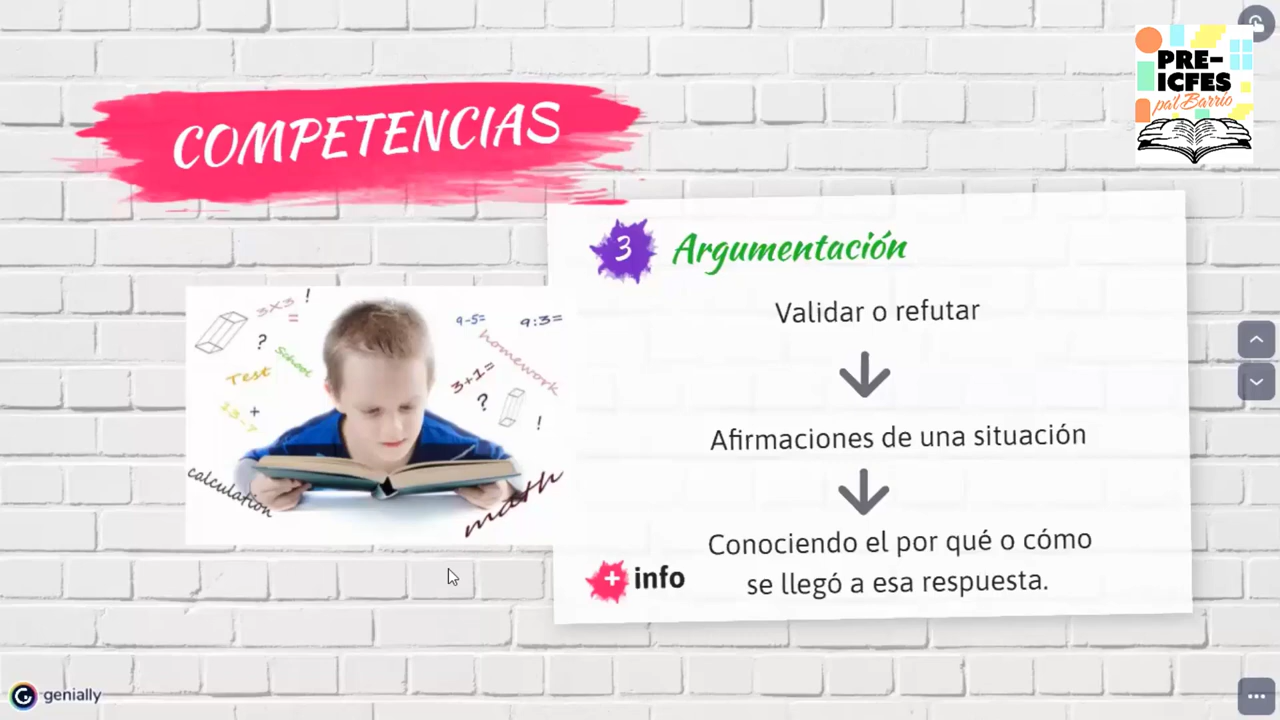 PRE-
ICFES
pa'l Barrio
COMPETENCIAS
3 Argumentación
Validar o refutar
Afirmaciones de una situación
Conociendo el por qué o cómo
se llegó a esa respuesta.
+ info
3x3
=
!
?
School
Test
+
9-5=
9:3=
homework
3+1=
?
!
calculation
math
genially